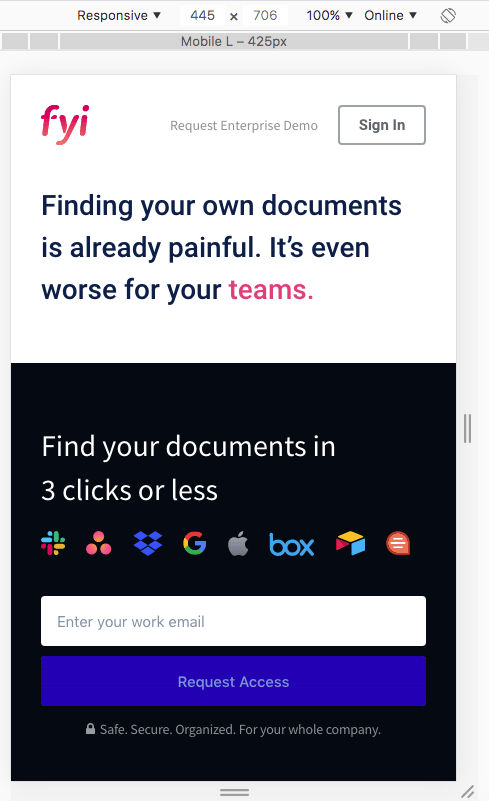 Responsive ▼ 445 × 706 100% ▼ Online ▼
Mobile L – 425px
fyi Request Enterprise Demo Sign In
Finding your own documents
is already painful. It’s even
worse for your teams.
Find your documents in
3 clicks or less
G box
Enter your work email
Request Access
Safe. Secure. Organized. For your whole company.